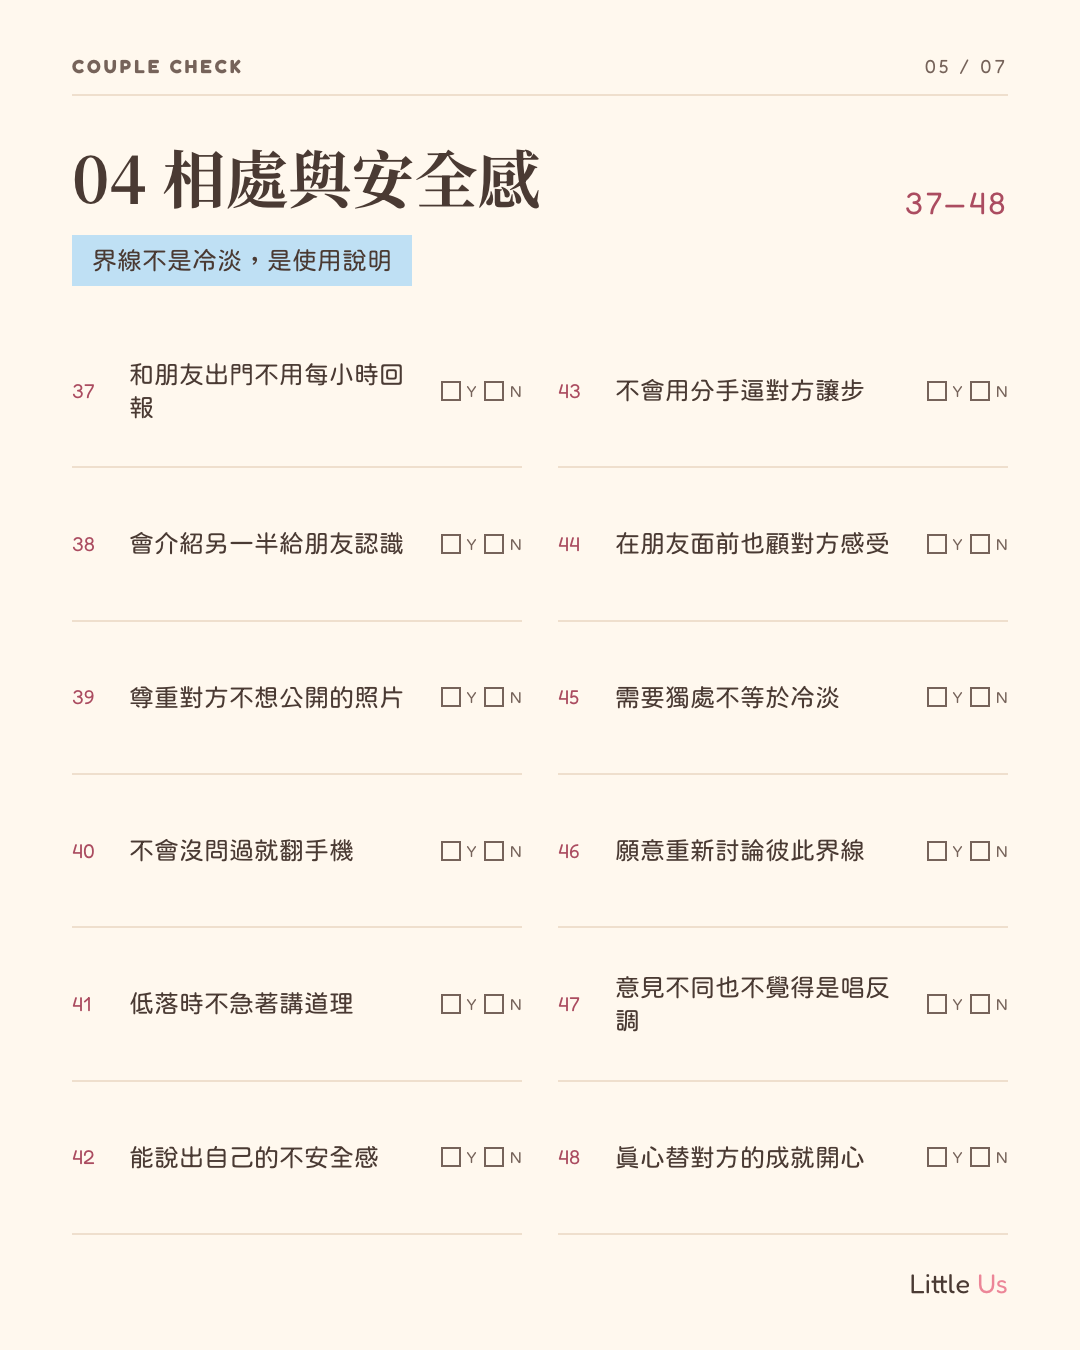 COUPLE CHECK
05 / 07
04 相處與安全感
37–48
界線不是冷淡，是使用說明
37 和朋友出門不用每小時回
報
Y N
38 會介紹另一半給朋友認識 Y N
39 尊重對方不想公開的照片 Y N
40 不會沒問過就翻手機 Y N
41 低落時不急著講道理 Y N
42 能說出自己的不安全感 Y N
43 不會用分手逼對方讓步 Y N
44 在朋友面前也顧對方感受 Y N
45 需要獨處不等於冷淡 Y N
46 願意重新討論彼此界線 Y N
47 意見不同也不覺得是唱反
調
Y N
48 真心替對方的成就開心 Y N
Little Us